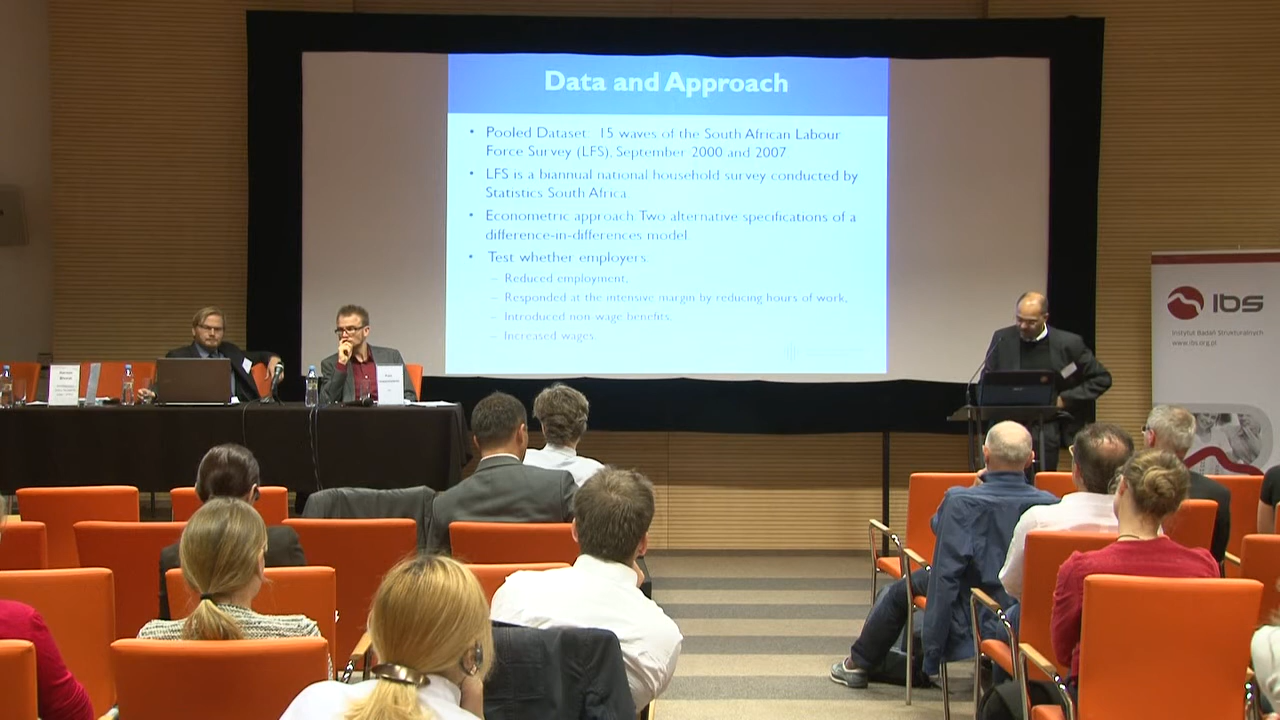 Data and Approach
• Pooled Dataset: 15 waves of the South African Labour
Force Survey (LFS), September 2000 and 2007
• LFS is a biannual national household survey conducted by
Statistics South Africa
• Econometric approach Two alternative specifications of a
difference-in-differences model
• Test whether employers
– Reduced employment,
– Responded at the intensive margin by reducing hours of work,
– Introduced non-wage benefits,
– Increased wages
IBS
Instytut Badań Strukturalnych
www.ibs.org.pl